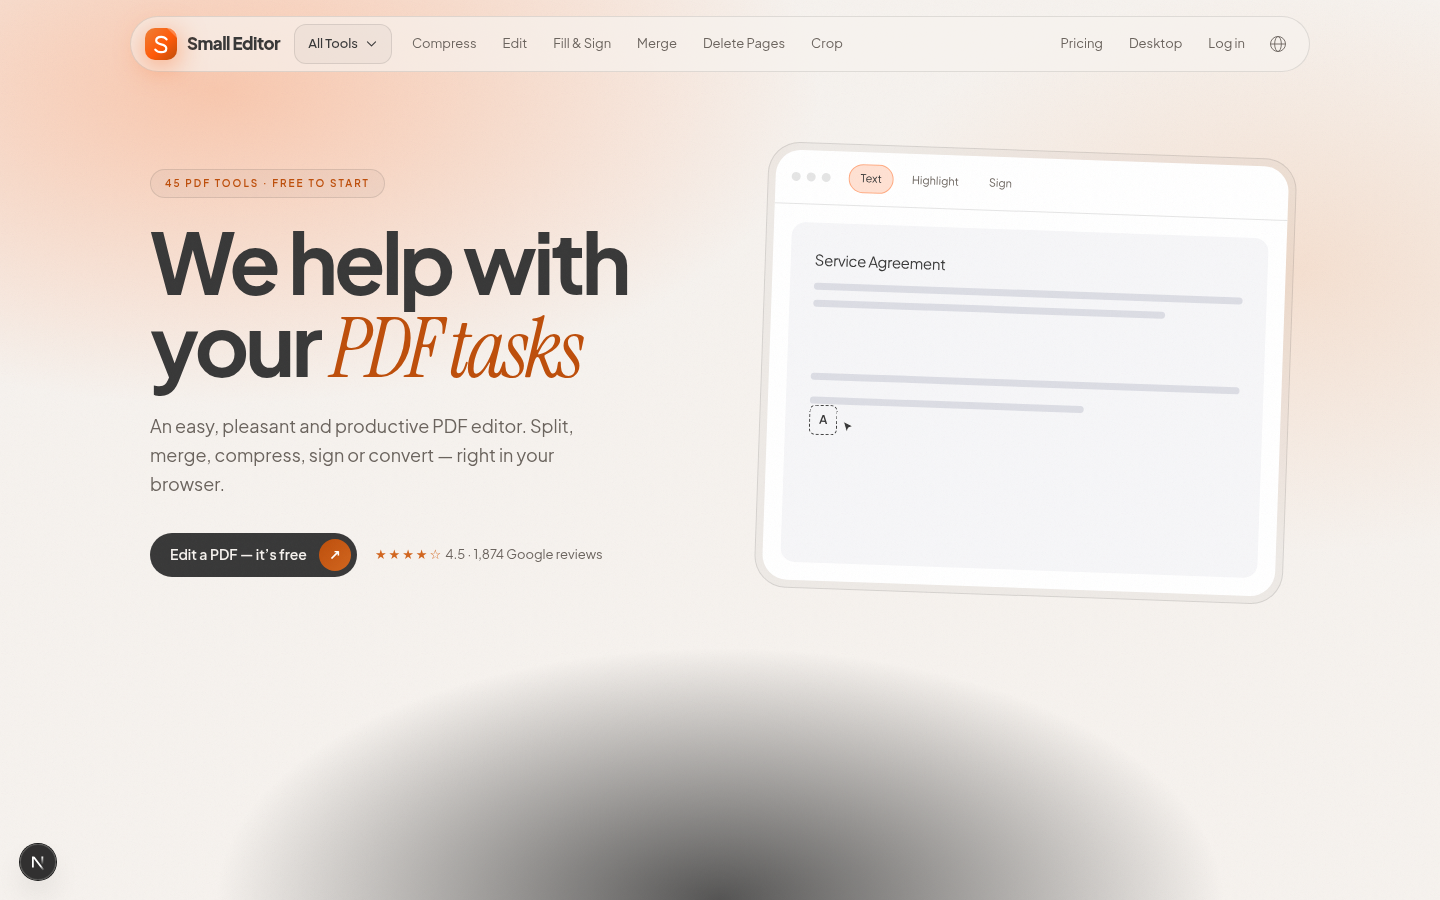 S Small Editor All Tools Compress Edit Fill & Sign Merge Delete Pages Crop Pricing Desktop Log in
45 PDF TOOLS · FREE TO START
We help with
your PDF tasks
An easy, pleasant and productive PDF editor. Split,
merge, compress, sign or convert — right in your
browser.
Edit a PDF — it’s free ↗ ★★★★☆ 4.5 · 1,874 Google reviews
Text Highlight Sign
Service Agreement
A
N